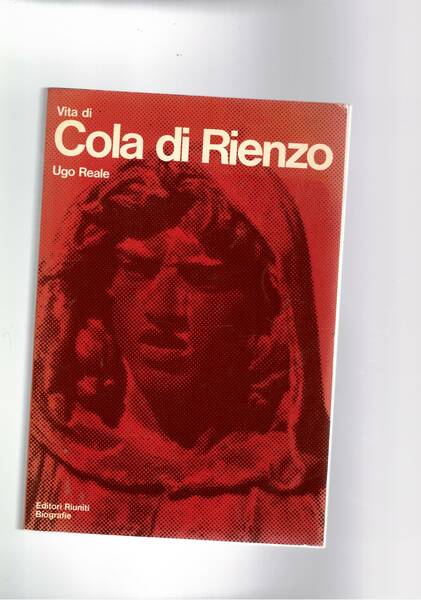 Vita di
Cola di Rienzo
Ugo Reale
Editori Riuniti
Biografie